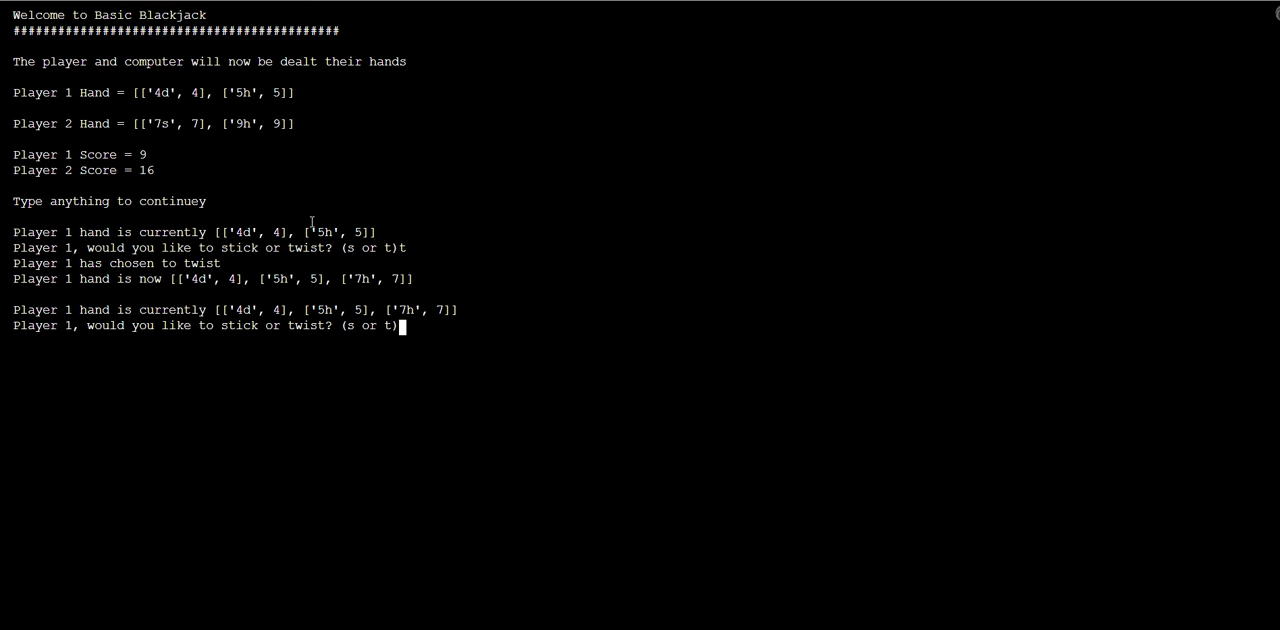 Welcome to Basic Blackjack
############################################
The player and computer will now be dealt their hands
Player 1 Hand = [['4d', 4], ['5h', 5]]
Player 2 Hand = [['7s', 7], ['9h', 9]]
Player 1 Score = 9
Player 2 Score = 16
Type anything to continuey
Player 1 hand is currently [['4d', 4], ['5h', 5]]
Player 1, would you like to stick or twist? (s or t)t
Player 1 has chosen to twist
Player 1 hand is now [['4d', 4], ['5h', 5], ['7h', 7]]
Player 1 hand is currently [['4d', 4], ['5h', 5], ['7h', 7]]
Player 1, would you like to stick or twist? (s or t)